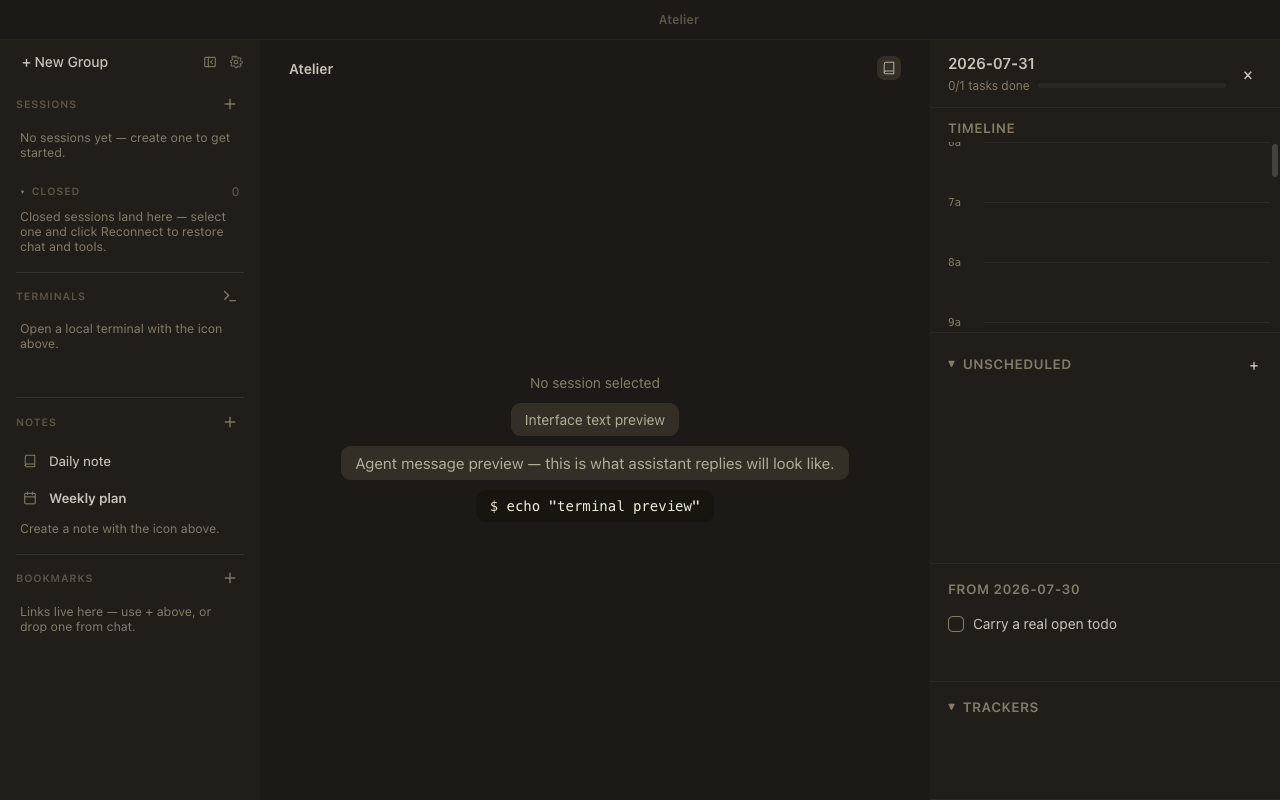 Atelier
+ New Group
SESSIONS
No sessions yet — create one to get
started.
CLOSED 0
Closed sessions land here — select
one and click Reconnect to restore
chat and tools.
TERMINALS
Open a local terminal with the icon
above.
NOTES
Daily note
Weekly plan
Create a note with the icon above.
BOOKMARKS
Links live here — use + above, or
drop one from chat.
Atelier
No session selected
Interface text preview
Agent message preview — this is what assistant replies will look like.
$ echo "terminal preview"
2026-07-31
0/1 tasks done
TIMELINE
6a
7a
8a
9a
UNSCHEDULED
FROM 2026-07-30
Carry a real open todo
TRACKERS